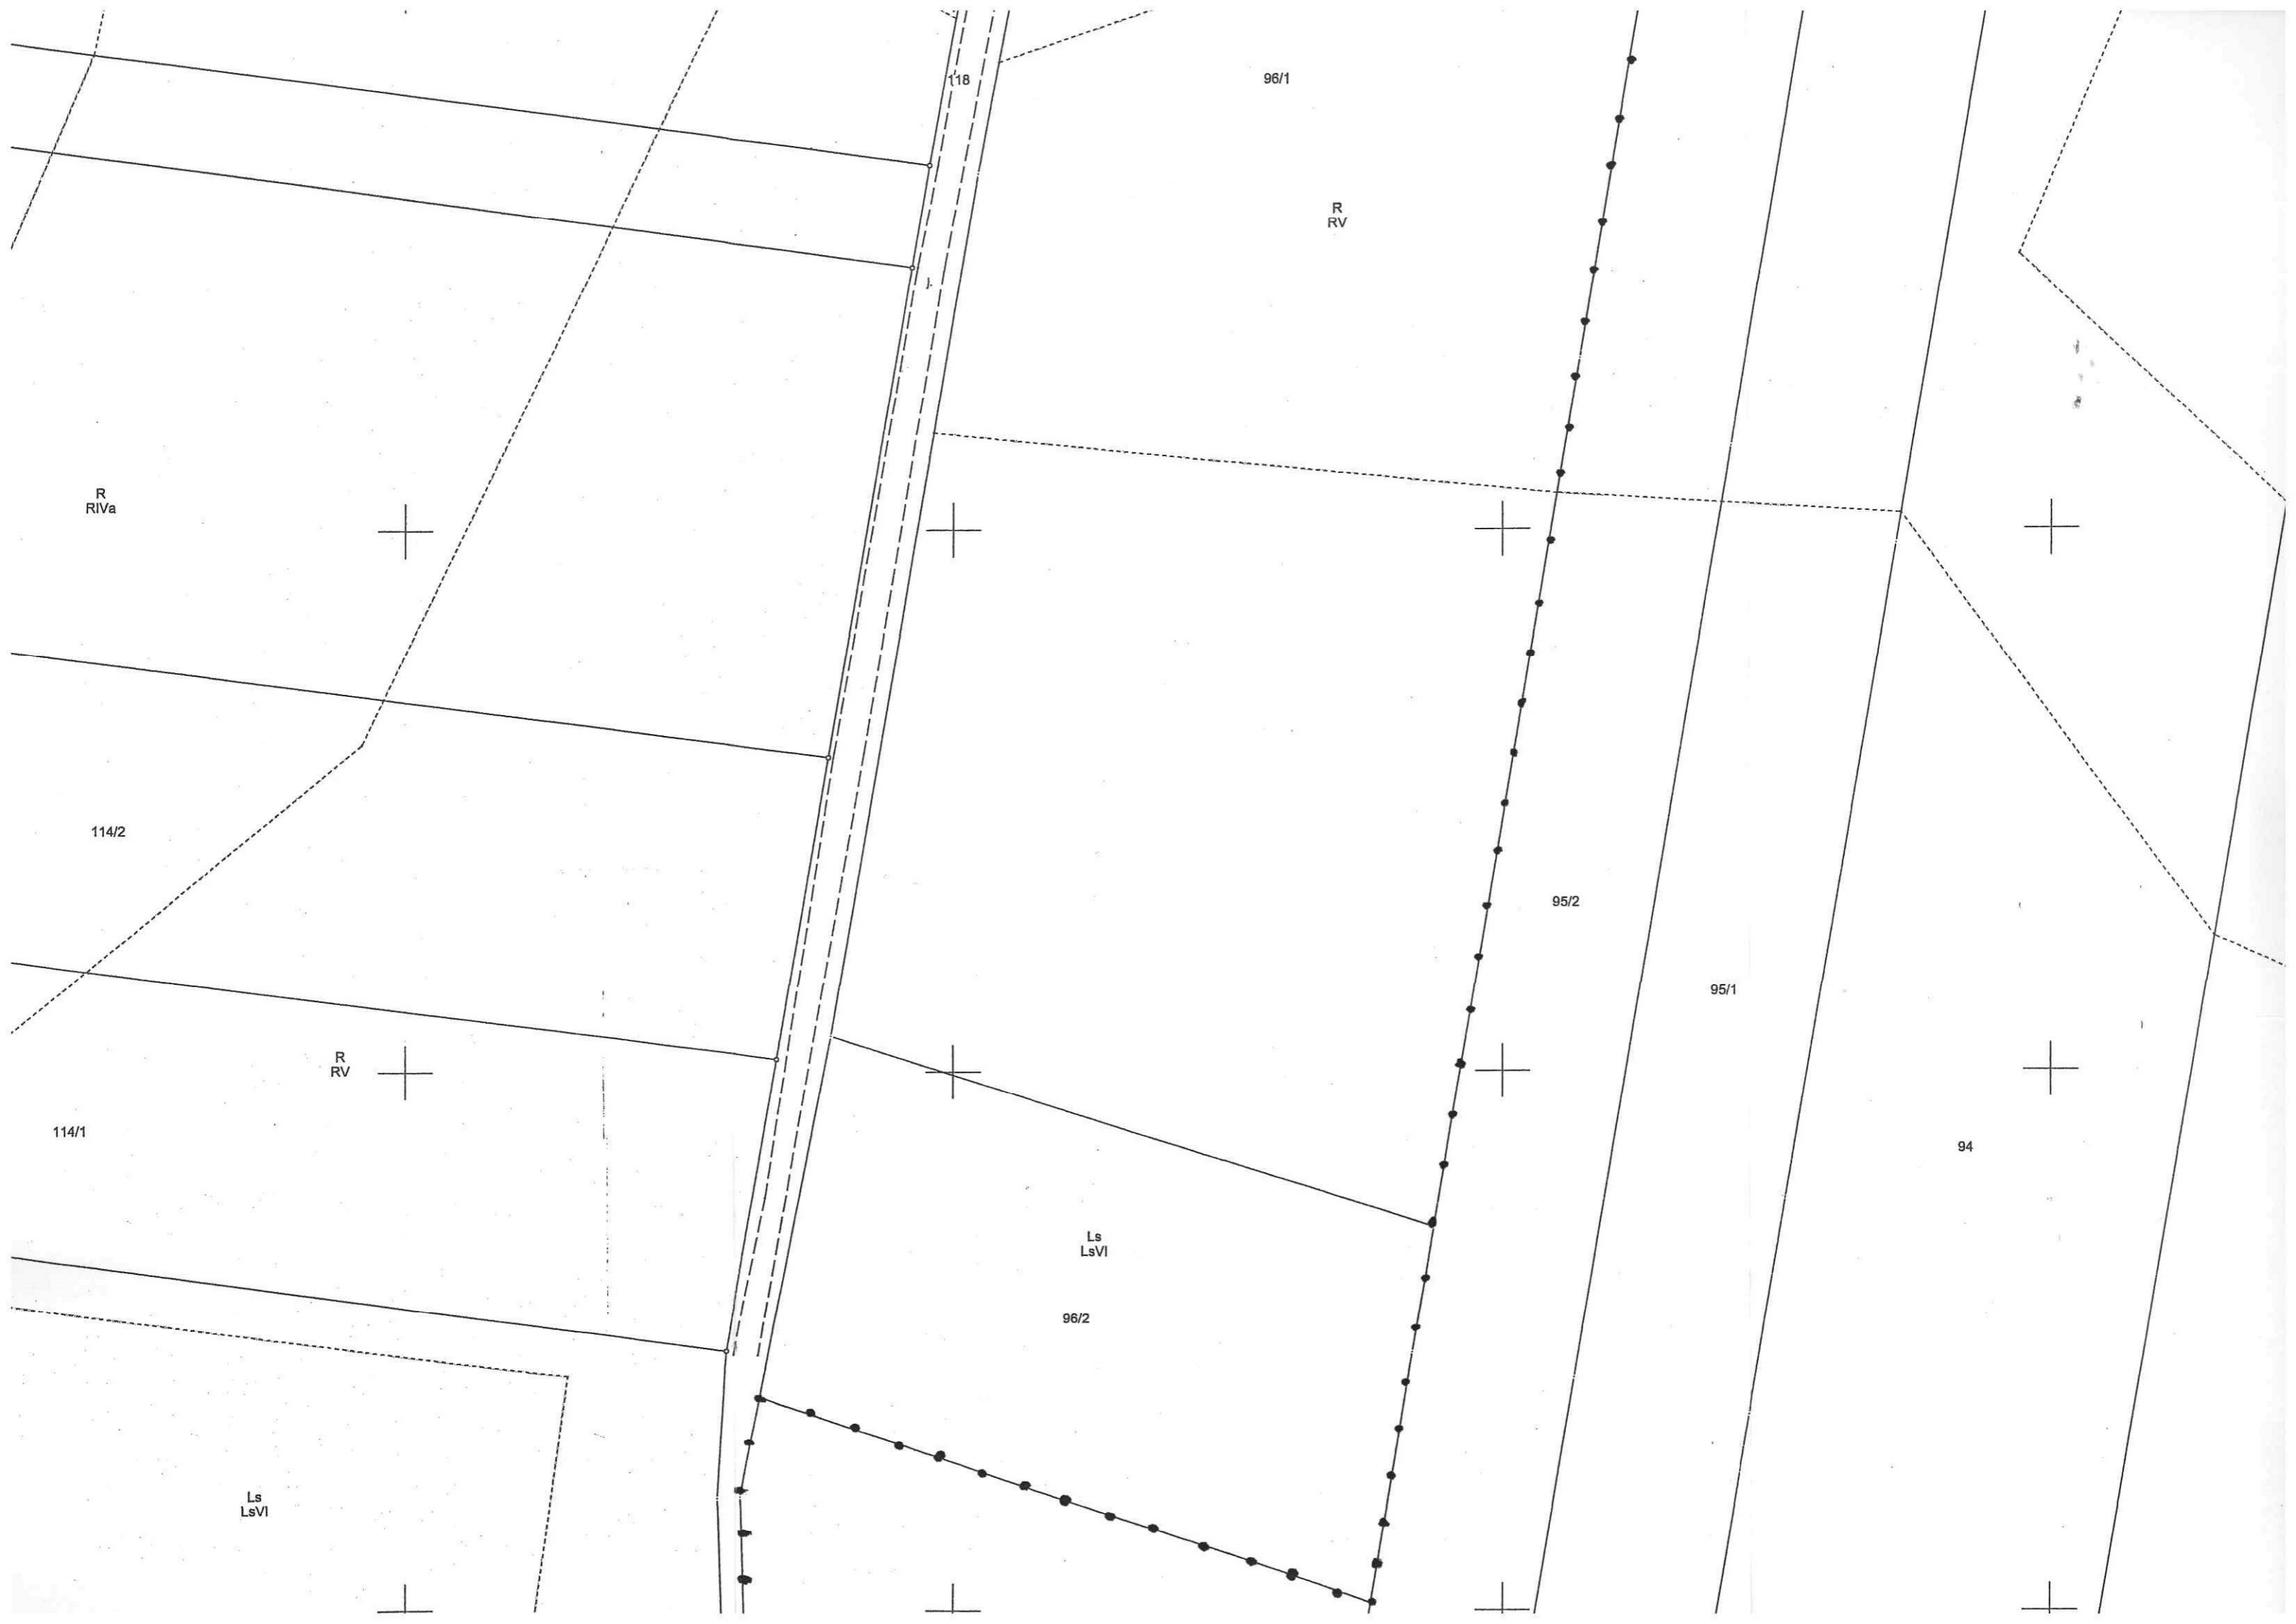 118
96/1
R
RV
R
RIVa
114/2
95/2
95/1
R
RV
114/1
94
Ls
LsVI
96/2
Ls
LsVI